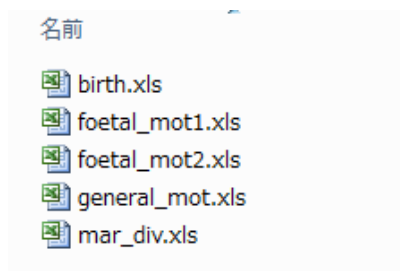 名前
birth.xls
foetal_mot1.xls
foetal_mot2.xls
general_mot.xls
mar_div.xls